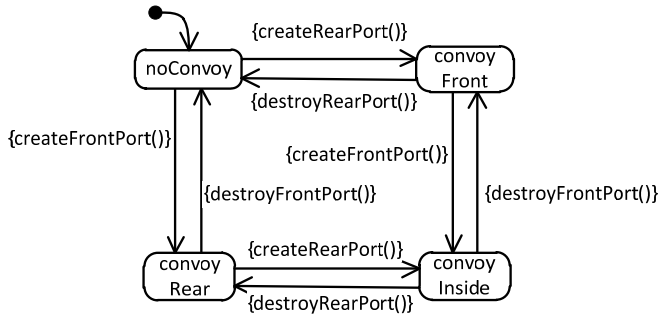 {createRearPort()}
noConvoy
convoy
Front
{destroyRearPort()}
{createFrontPort()}
{createFrontPort()}
{destroyFrontPort()}
{destroyFrontPort()}
{createRearPort()}
convoy
Rear
convoy
Inside
{destroyRearPort()}